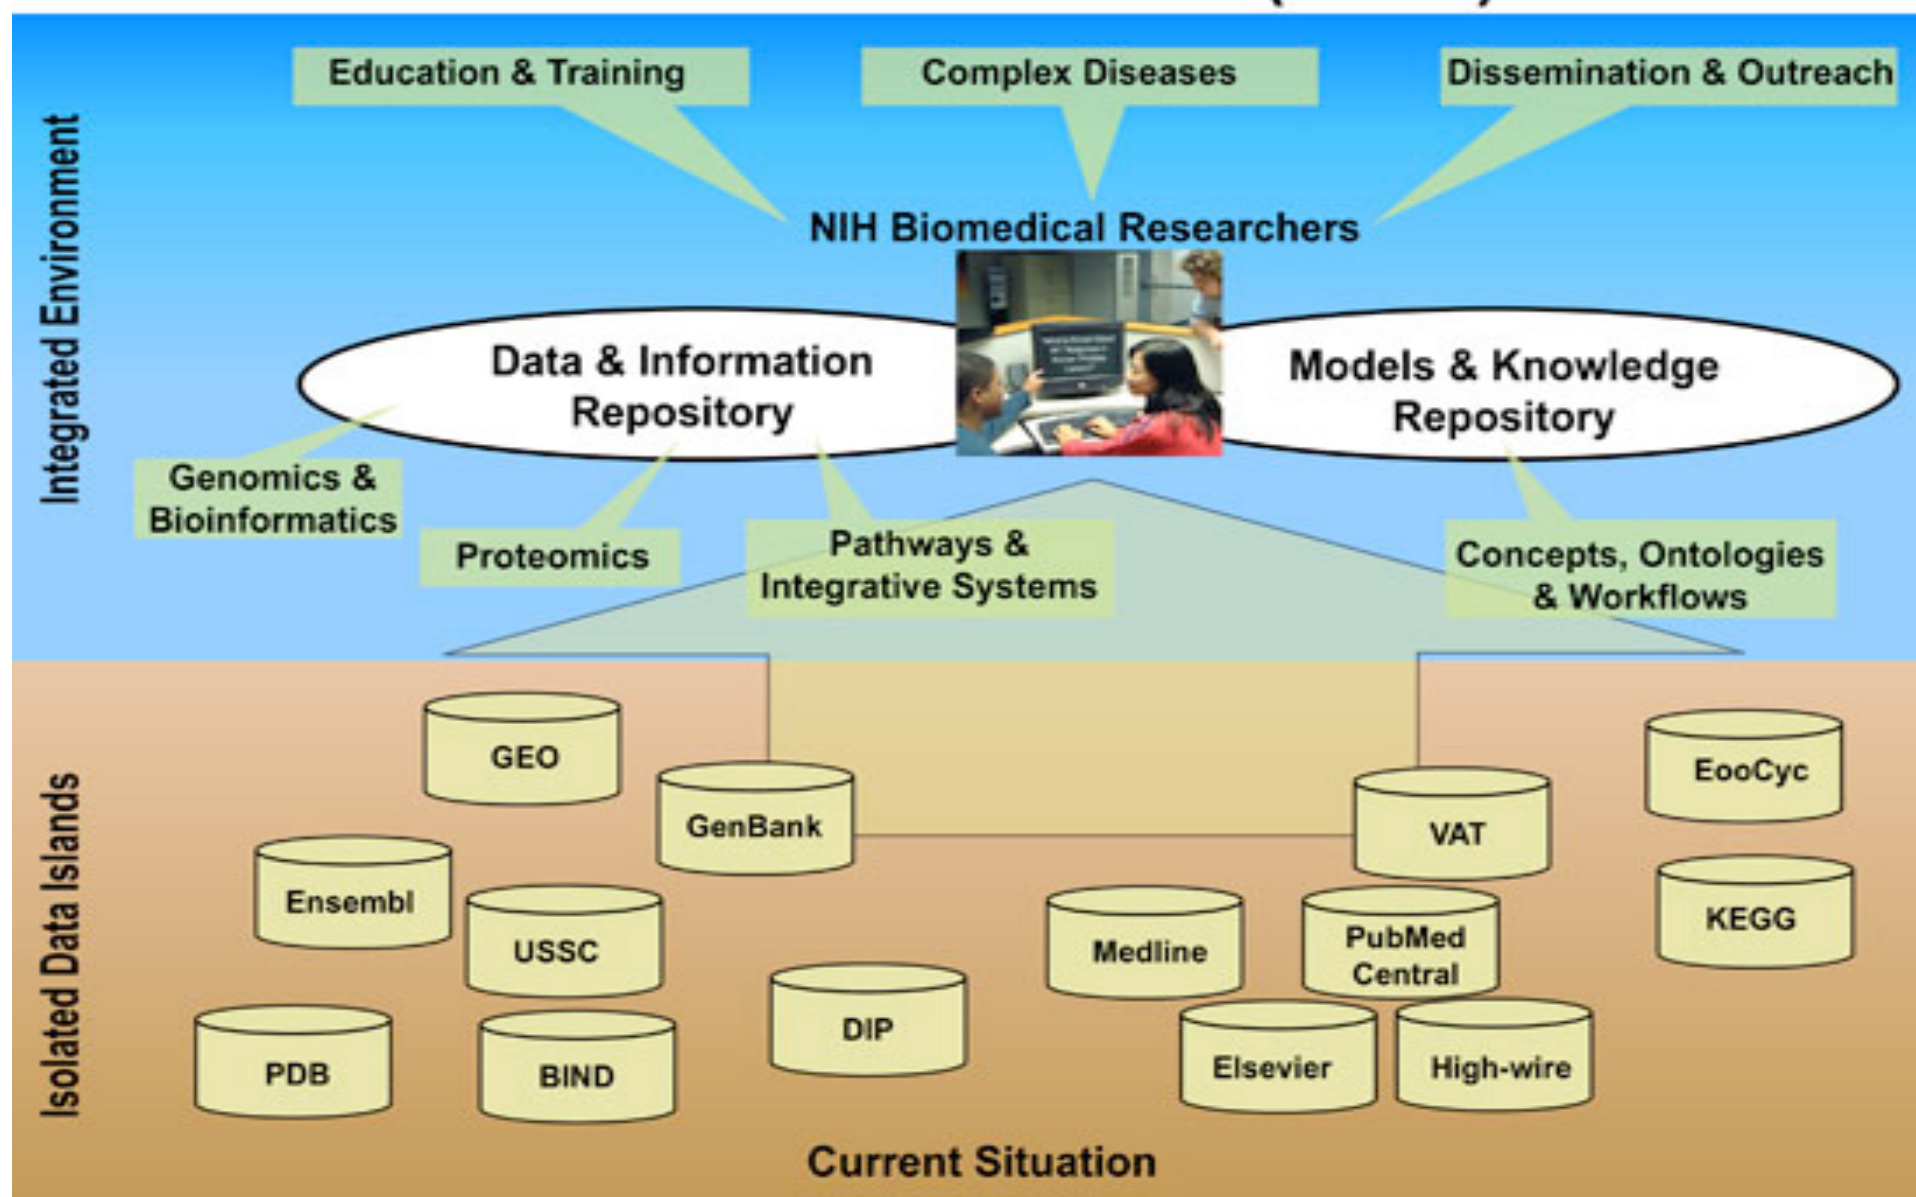 Education & Training
Complex Diseases
Dissemination & Outreach
Integrated Environment
NIH Biomedical Researchers
Data & Information
Repository
Models & Knowledge
Repository
Genomics &
Bioinformatics
Proteomics
Pathways &
Integrative Systems
Concepts, Ontologies
& Workflows
Isolated Data Islands
GEO
GenBank
VAT
EooCyc
Ensembl
USSC
Medline
PubMed
Central
KEGG
PDB
BIND
DIP
Elsevier
High-wire
Current Situation